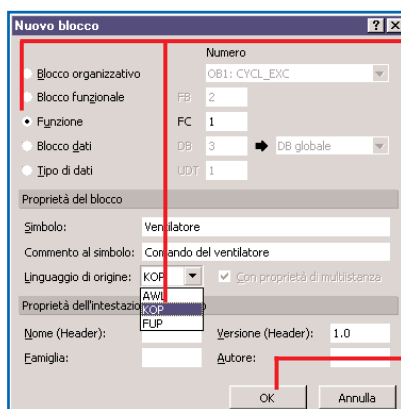 Nuovo blocco
Numero
Blocco organizzativo OB1: CYCL_EXC
Blocco funzionale FB 2
Funzione FC 1
Blocco dati DB 3 DB globale
Tipo di dati UDT 1
Proprietà del blocco
Simbolo: Ventilatore
Commento al simbolo: Comando del ventilatore
Linguaggio di origine: KOP Con proprietà di multiistanza
AWL
KOP
FUP
Proprietà dell'intestazio
Nome (Header): Versione (Header): 1.0
Famiglia: Autore:
OK Annulla